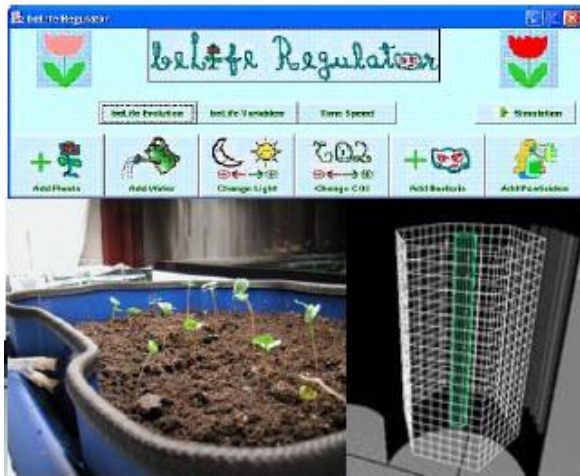 beLife Regulator
beLife Regulator
beLife Evolution beLife Variables Time Speed Simulation
Add Plants Add Water Change Light Change CO2 Add Bacteria Add Pesticides